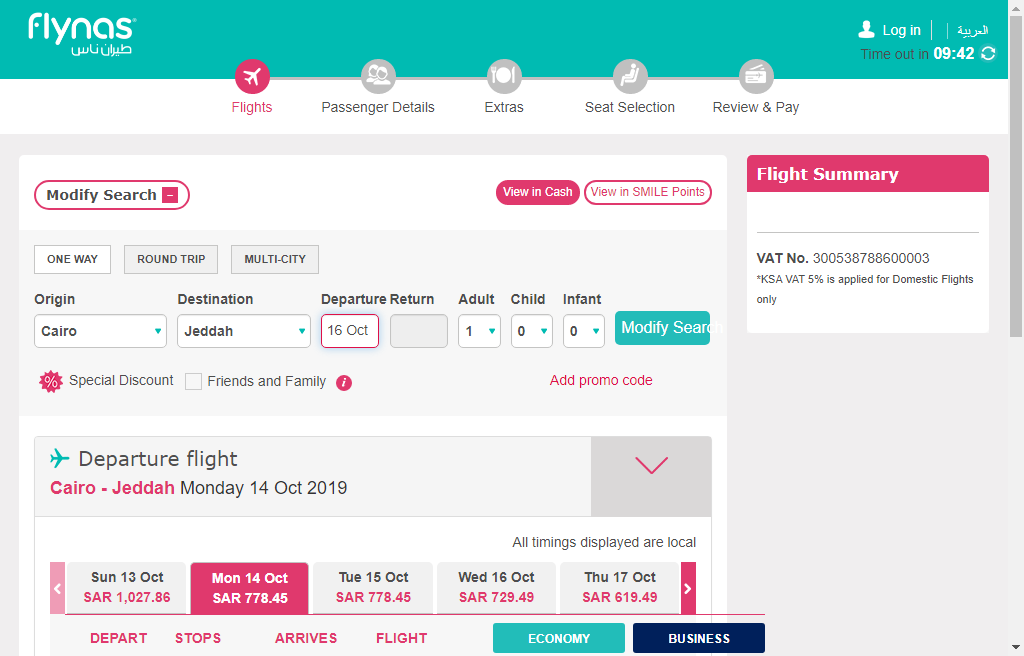 flynas
طيران ناس
Log in
العربية
Time out in 09:42
Flights
Passenger Details
Extras
Seat Selection
Review & Pay
Modify Search
View in Cash
View in SMILE Points
Flight Summary
ONE WAY
ROUND TRIP
MULTI-CITY
VAT No. 300538788600003
*KSA VAT 5% is applied for Domestic Flights
only
Origin
Destination
Departure
Return
Adult
Child
Infant
Cairo
Jeddah
16 Oct
1
0
0
Modify Search
% Special Discount
Friends and Family
i
Add promo code
Departure flight
Cairo - Jeddah Monday 14 Oct 2019
All timings displayed are local
Sun 13 Oct
SAR 1,027.86
Mon 14 Oct
SAR 778.45
Tue 15 Oct
SAR 778.45
Wed 16 Oct
SAR 729.49
Thu 17 Oct
SAR 619.49
DEPART
STOPS
ARRIVES
FLIGHT
ECONOMY
BUSINESS